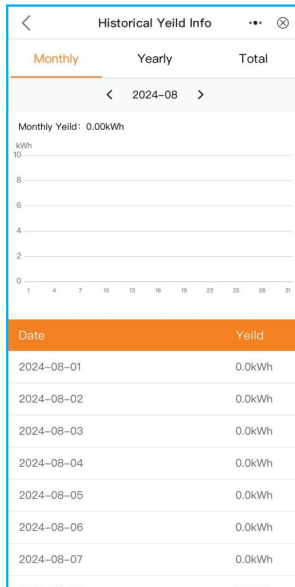 Historical Yeild Info
Monthly Yearly Total
2024-08
Monthly Yeild: 0.00kWh
kWh
10
8
6
4
2
0
1 4 7 10 13 16 19 22 25 28 31
Date Yeild
2024-08-01 0.0kWh
2024-08-02 0.0kWh
2024-08-03 0.0kWh
2024-08-04 0.0kWh
2024-08-05 0.0kWh
2024-08-06 0.0kWh
2024-08-07 0.0kWh